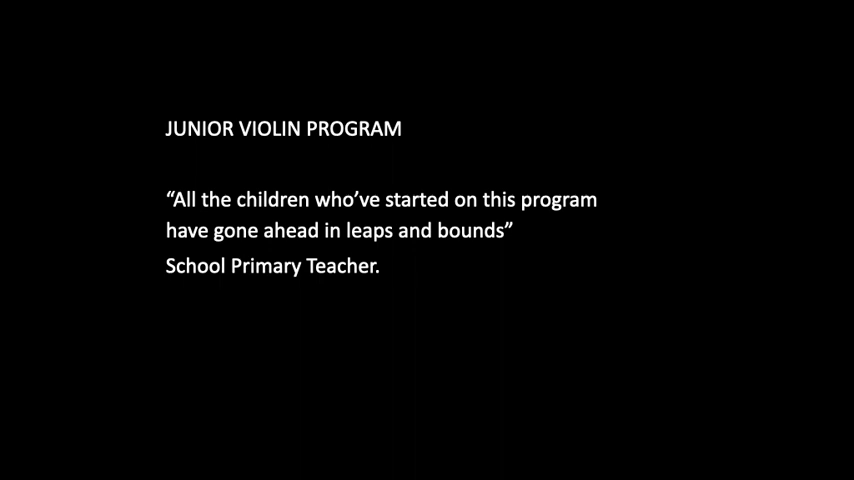 JUNIOR VIOLIN PROGRAM
“All the children who’ve started on this program
have gone ahead in leaps and bounds”
School Primary Teacher.